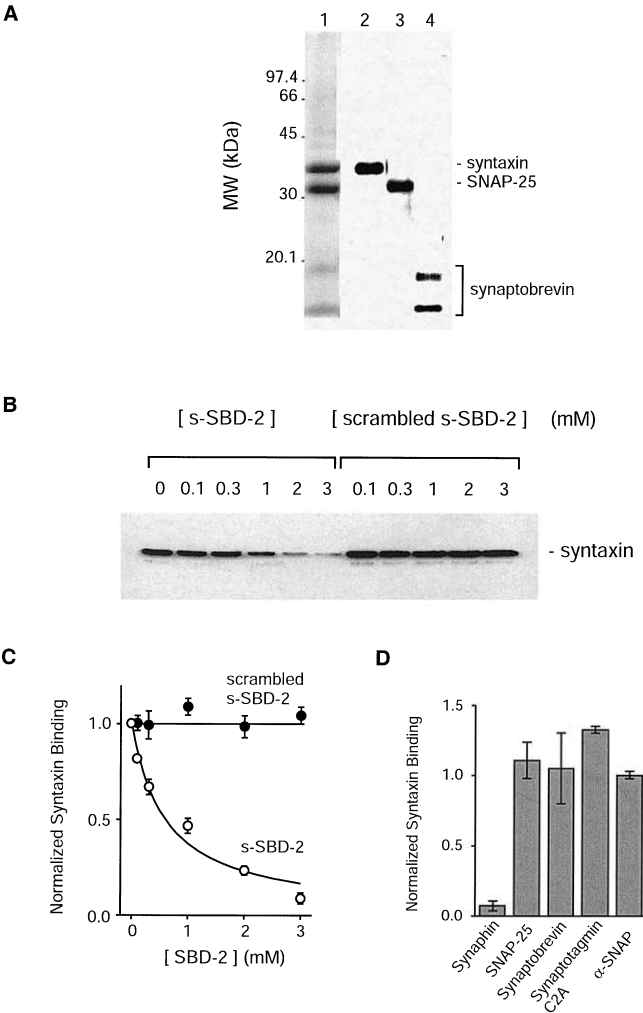 A
1 2 3 4
97.4
66
45
30
20.1
MW (kDa)
- syntaxin
- SNAP-25
synaptobrevin
B
[ s-SBD-2 ] [ scrambled s-SBD-2 ] (mM)
0 0.1 0.3 1 2 3 0.1 0.3 1 2 3
- syntaxin
C
Normalized Syntaxin Binding
1.0
0.5
0.0
scrambled
s-SBD-2
s-SBD-2
0 1 2 3
[ SBD-2 ] (mM)
D
Normalized Syntaxin Binding
1.5
1.0
0.5
0.0
Synaphin
SNAP-25
Synaptobrevin
Synaptotagmin
C2A
α-SNAP